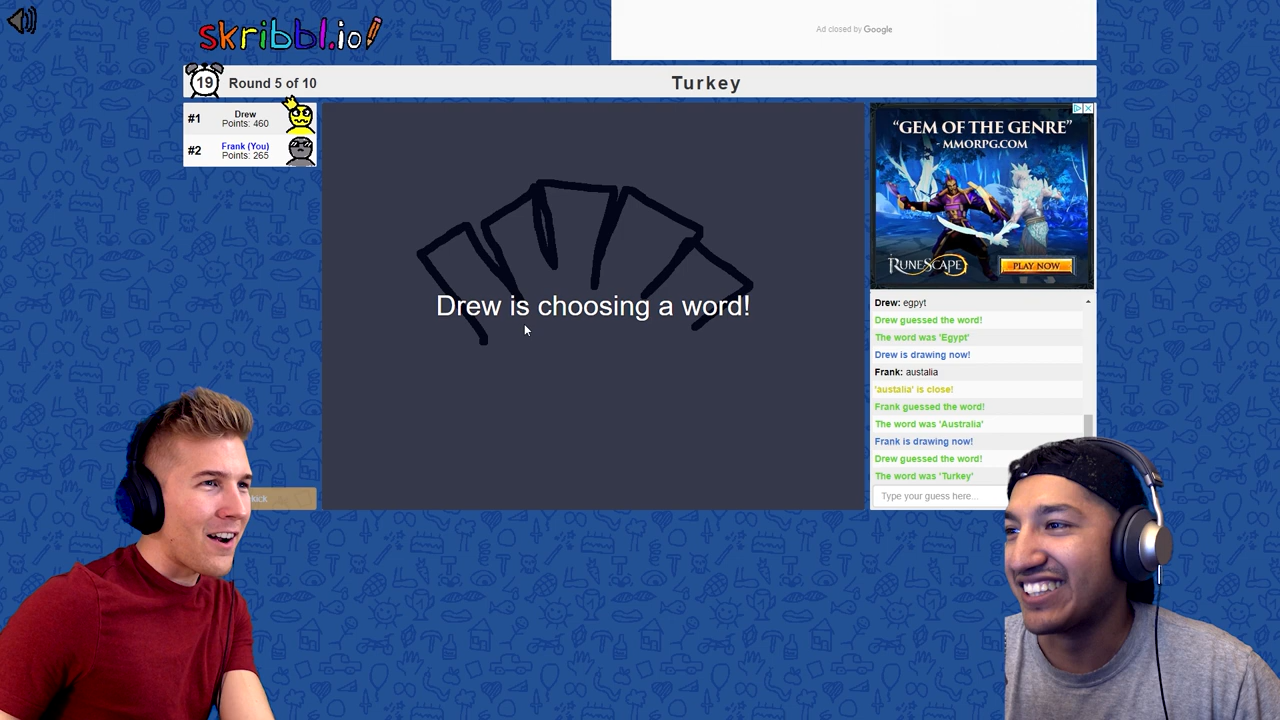 skribbl.io
Ad closed by Google
19
Round 5 of 10
Turkey
#1
Drew
Points: 460
#2
Frank (You)
Points: 265
"GEM OF THE GENRE"
- MMORPG.COM
RUNESCAPE
PLAY NOW
Drew is choosing a word!
Drew: egpyt
Drew guessed the word!
The word was 'Egypt'
Drew is drawing now!
Frank: austalia
'austalia' is close!
Frank guessed the word!
The word was 'Australia'
Frank is drawing now!
Drew guessed the word!
The word was 'Turkey'
Type your guess here...
kick